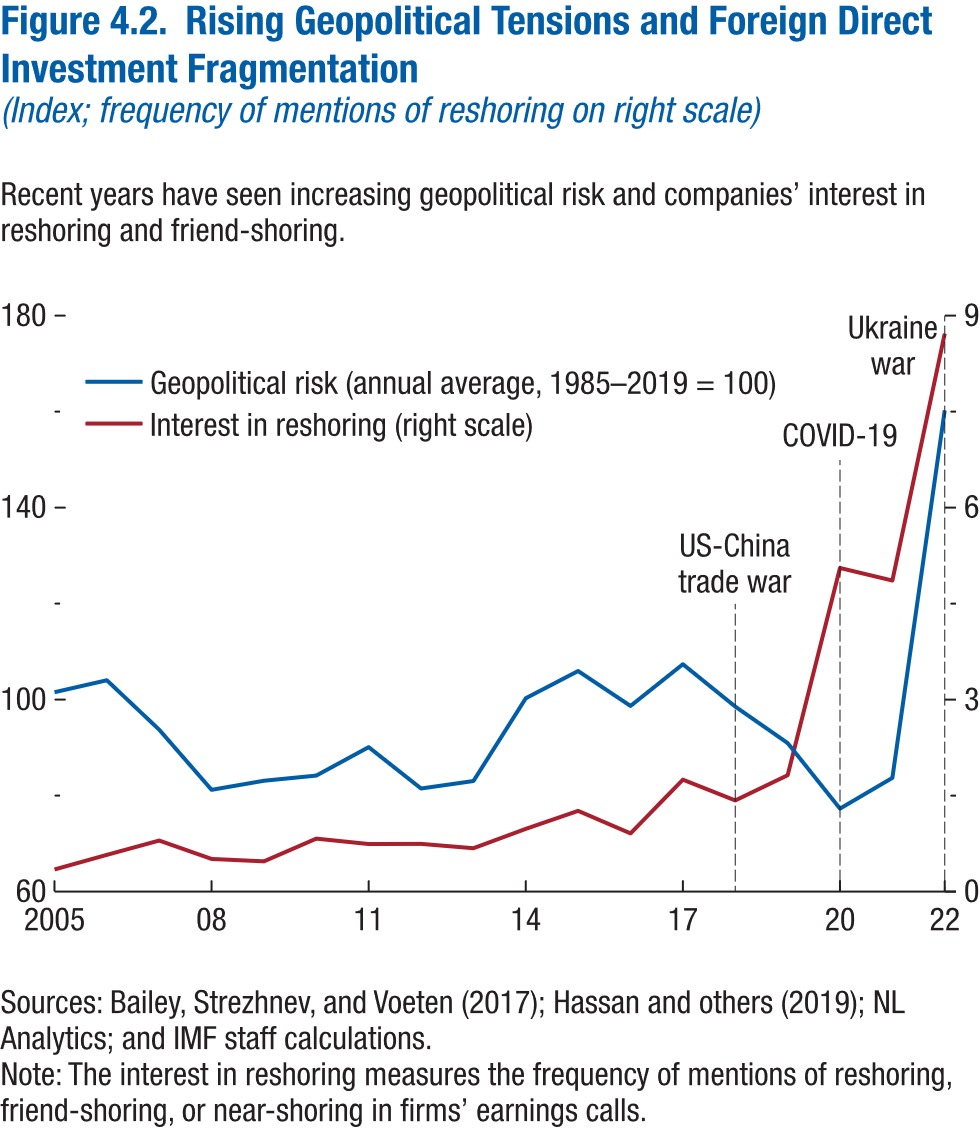 Figure 4.2. Rising Geopolitical Tensions and Foreign Direct
Investment Fragmentation
(Index; frequency of mentions of reshoring on right scale)
Recent years have seen increasing geopolitical risk and companies’ interest in
reshoring and friend-shoring.
180
9
Ukraine
war
Geopolitical risk (annual average, 1985–2019 = 100)
Interest in reshoring (right scale)
COVID-19
140
6
US-China
trade war
100
3
60
0
2005 08 11 14 17 20 22
Sources: Bailey, Strezhnev, and Voeten (2017); Hassan and others (2019); NL
Analytics; and IMF staff calculations.
Note: The interest in reshoring measures the frequency of mentions of reshoring,
friend-shoring, or near-shoring in firms’ earnings calls.